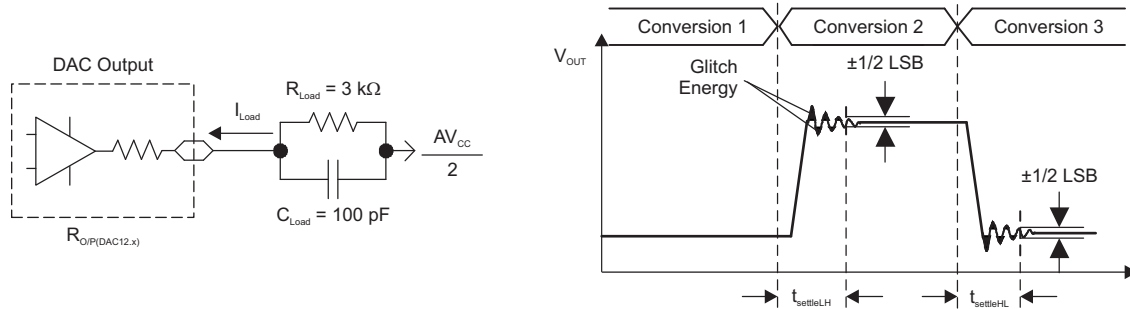 DAC Output
I_Load
R_Load = 3 kΩ
AV_CC
2
C_Load = 100 pF
R_O/P(DAC12.x)
Conversion 1
Conversion 2
Conversion 3
V_OUT
Glitch
Energy
±1/2 LSB
±1/2 LSB
t_settleLH
t_settleHL